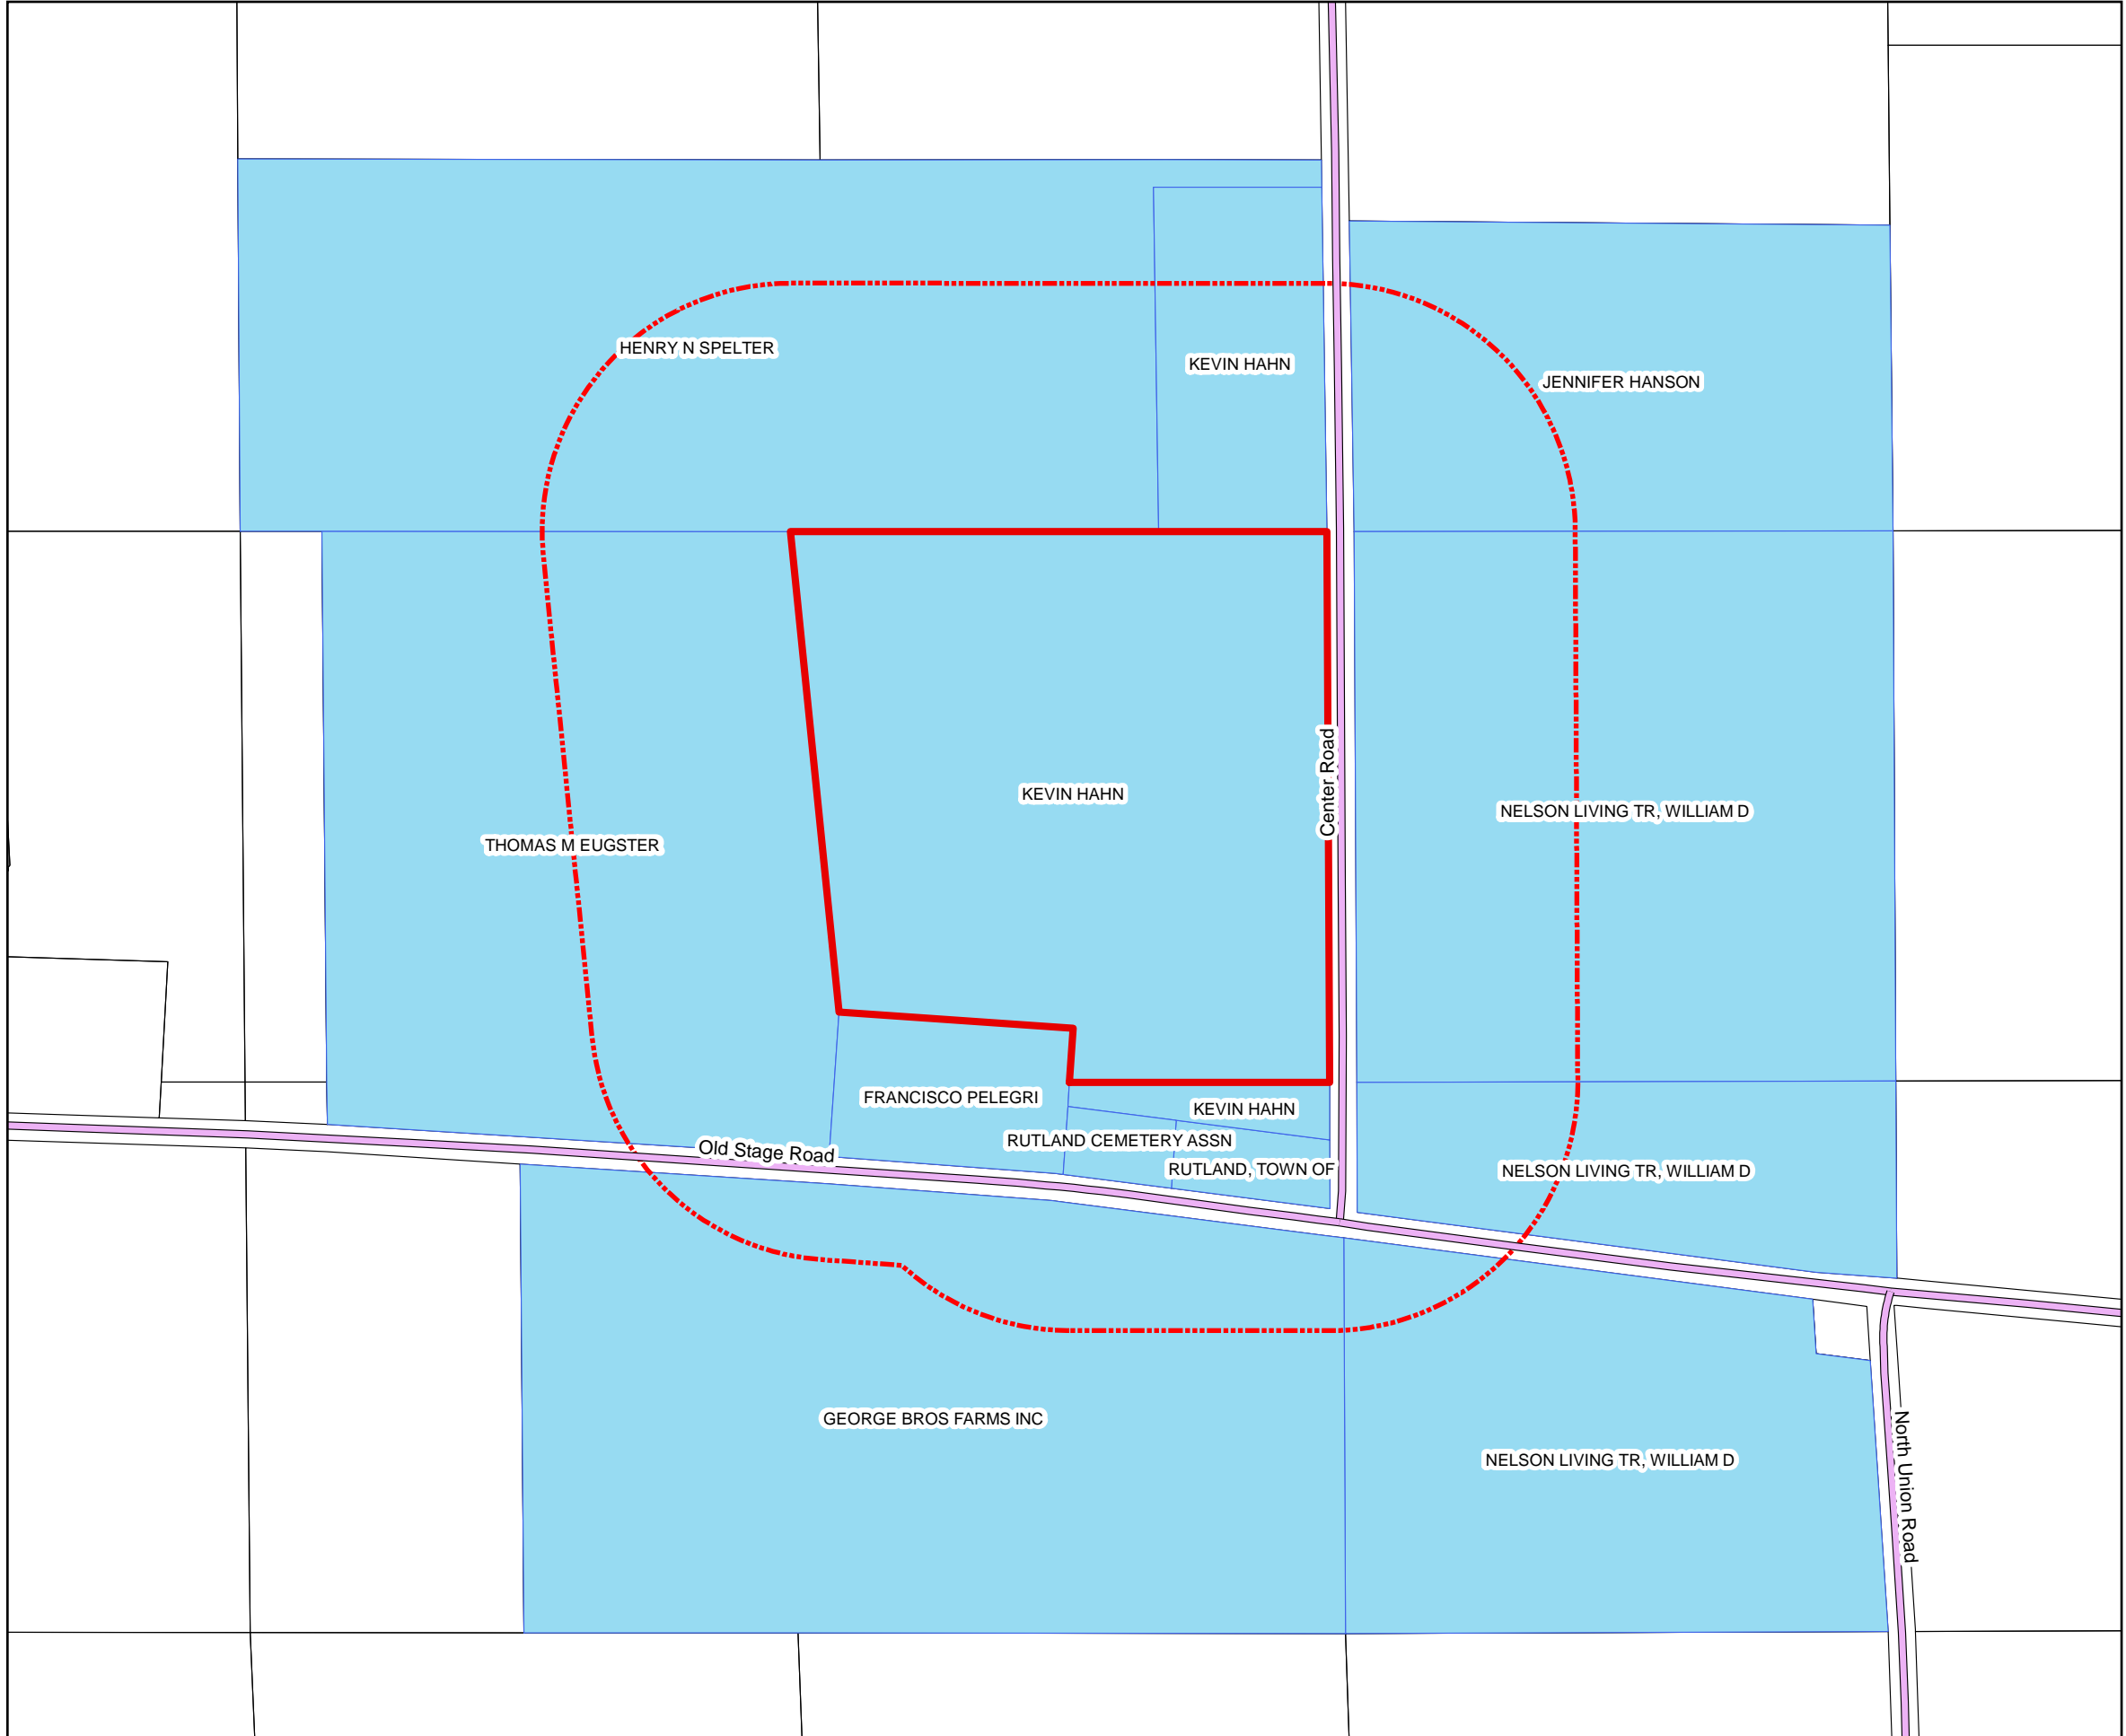 HENRY N SPELTER
KEVIN HAHN
JENNIFER HANSON
Center Road
KEVIN HAHN
NELSON LIVING TR, WILLIAM D
THOMAS M EUGSTER
FRANCISCO PELEGRI
KEVIN HAHN
RUTLAND CEMETERY ASSN
Old Stage Road
RUTLAND, TOWN OF
NELSON LIVING TR, WILLIAM D
GEORGE BROS FARMS INC
NELSON LIVING TR, WILLIAM D
North Union Road